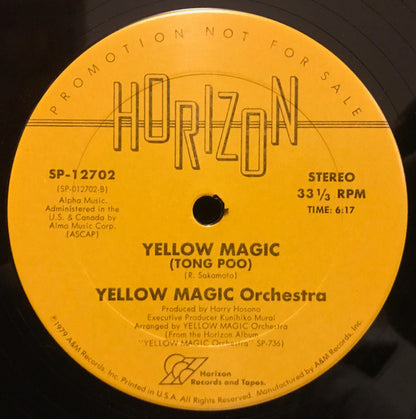 PROMOTION NOT FOR SALE
HORIZON
SP-12702
(SP-012702-B)
Alpha Music.
Administered in the
U.S. & Canada by
Almo Music Corp.
(ASCAP)
STEREO
33 1/3 RPM
TIME: 6:17
YELLOW MAGIC
(TONG POO)
(R. Sakamoto)
YELLOW MAGIC Orchestra
Produced by Harry Hosono
Executive Producer Kunihiko Murai
Arranged by YELLOW MAGIC Orchestra
(From the Horizon Album
"YELLOW MAGIC Orchestra" SP-736)
Horizon
Records and Tapes.
℗1979 A&M Records, Inc. Printed in U.S.A. All Rights Reserved. Manufactured by A&M Records, Inc.